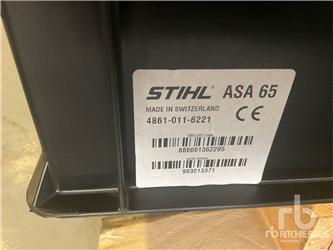 STIHL® ASA 65
MADE IN SWITZERLAND
4861-011-6221 CE
886661362295
993013371
rb
RITCHIE BROS